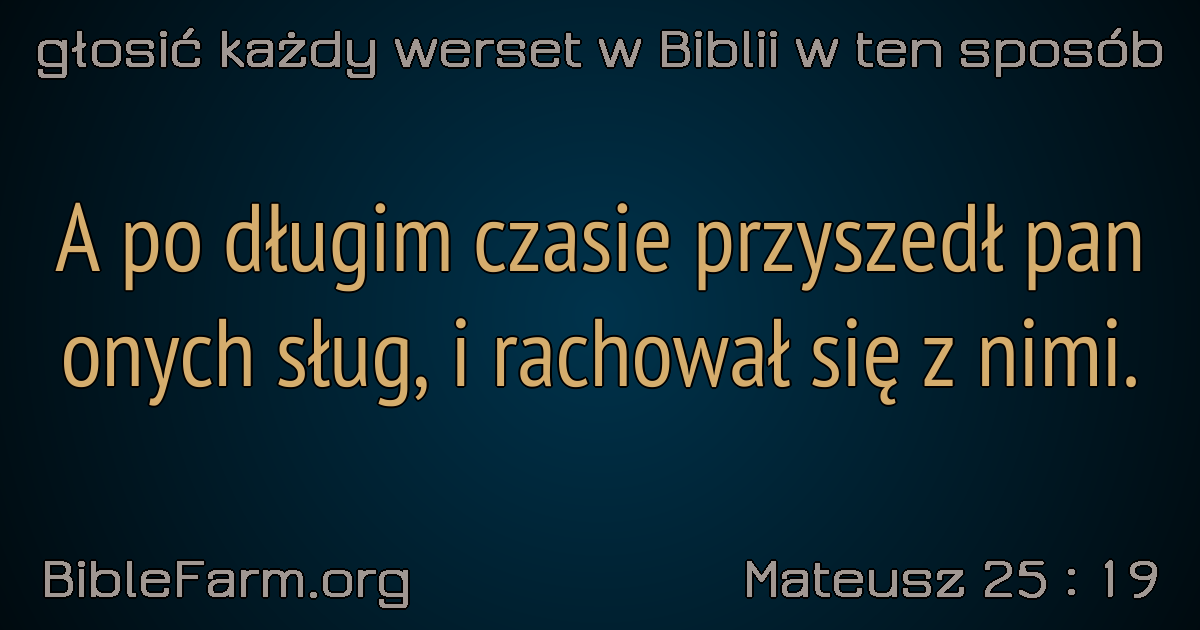 głosić każdy werset w Biblii w ten sposób
A po długim czasie przyszedł pan
onych sług, i rachował się z nimi.
BibleFarm.org
Mateusz 25 : 19